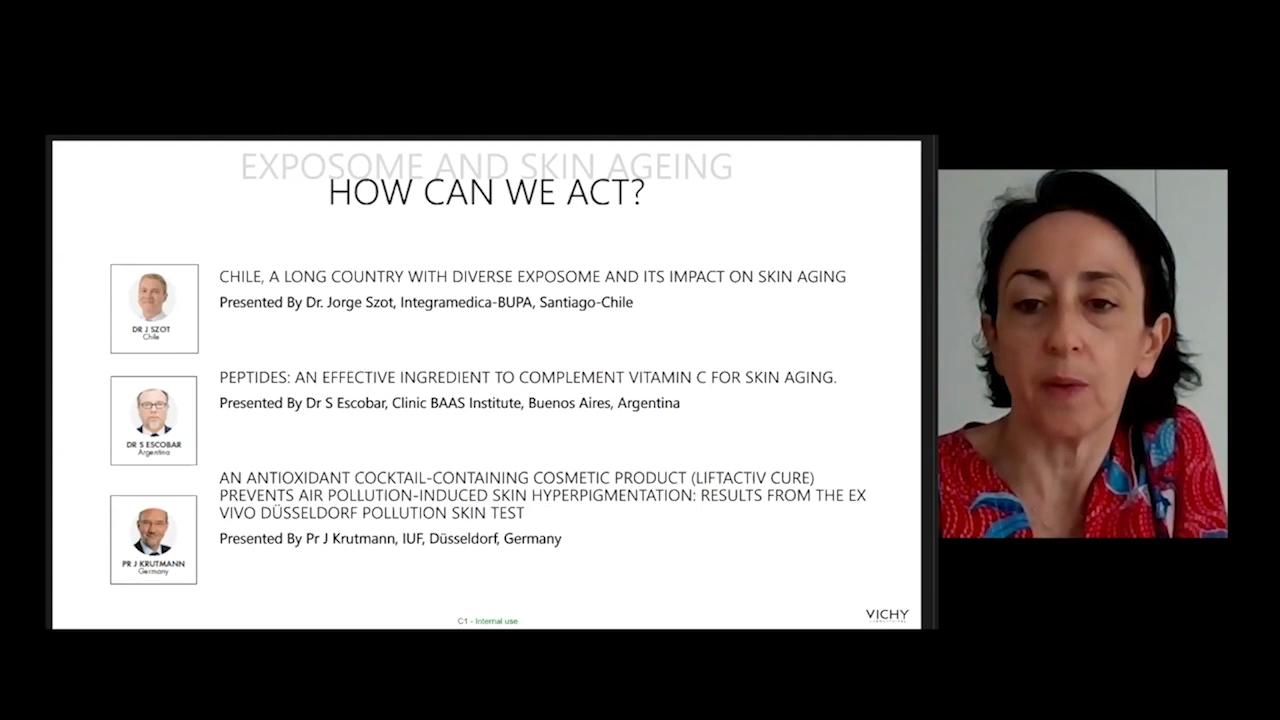 EXPOSOME AND SKIN AGEING
HOW CAN WE ACT?
CHILE, A LONG COUNTRY WITH DIVERSE EXPOSOME AND ITS IMPACT ON SKIN AGING
Presented By Dr. Jorge Szot, Integramedica-BUPA, Santiago-Chile
DR J SZOT
Chile
PEPTIDES: AN EFFECTIVE INGREDIENT TO COMPLEMENT VITAMIN C FOR SKIN AGING.
Presented By Dr S Escobar, Clinic BAAS Institute, Buenos Aires, Argentina
DR S ESCOBAR
Argentina
AN ANTIOXIDANT COCKTAIL-CONTAINING COSMETIC PRODUCT (LIFTACTIV CURE)
PREVENTS AIR POLLUTION-INDUCED SKIN HYPERPIGMENTATION: RESULTS FROM THE EX
VIVO DÜSSELDORF POLLUTION SKIN TEST
Presented By Pr J Krutmann, IUF, Düsseldorf, Germany
PR J KRUTMANN
Germany
C1 - Internal use
VICHY